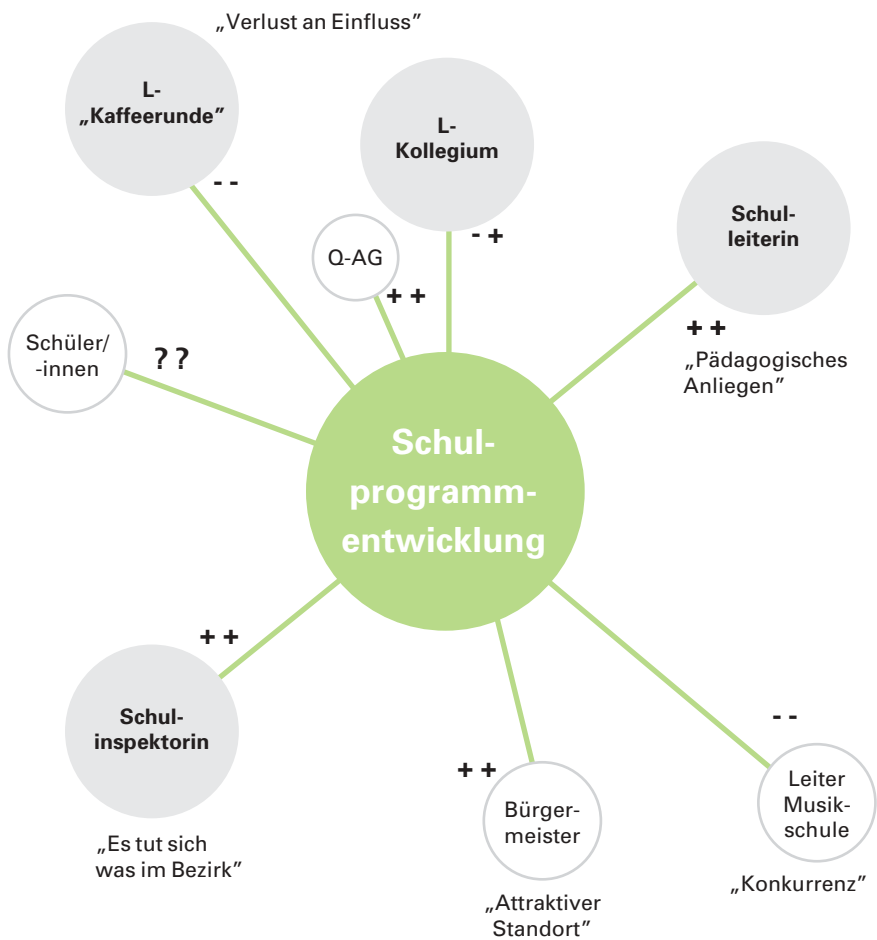 „Verlust an Einfluss”
L-
„Kaffeerunde”
- -
L-
Kollegium
- +
Q-AG
+ +
Schul-
leiterin
+ +
„Pädagogisches
Anliegen”
Schüler/
-innen
? ?
Schul-
programm-
entwicklung
+ +
Schul-
inspektorin
„Es tut sich
was im Bezirk”
+ +
Bürger-
meister
„Attraktiver
Standort”
- -
Leiter
Musik-
schule
„Konkurrenz”